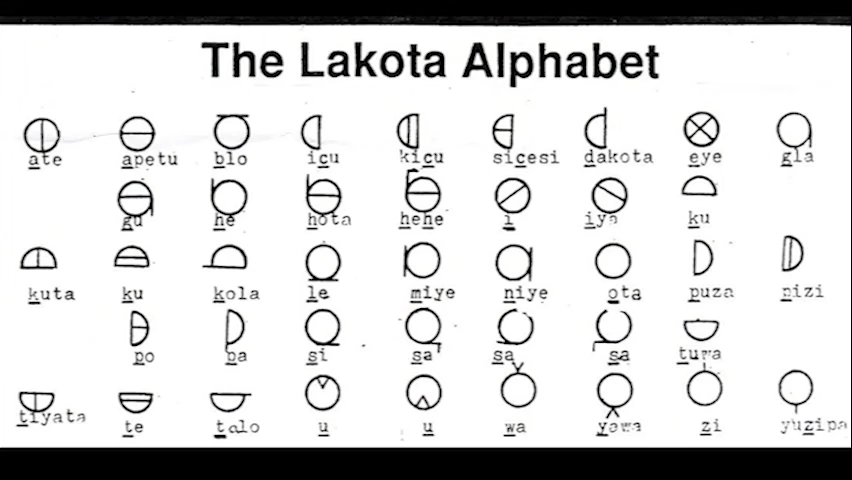 The Lakota Alphabet
ate apetu blo icu kicu sicesi dakota eye gla
gu he hota hehe i iya ku
kuta ku kola le miye niye ota puza pizi
po pa si sa sa sa tuwa
tiyata te talo u u wa yawa zi yuzipa